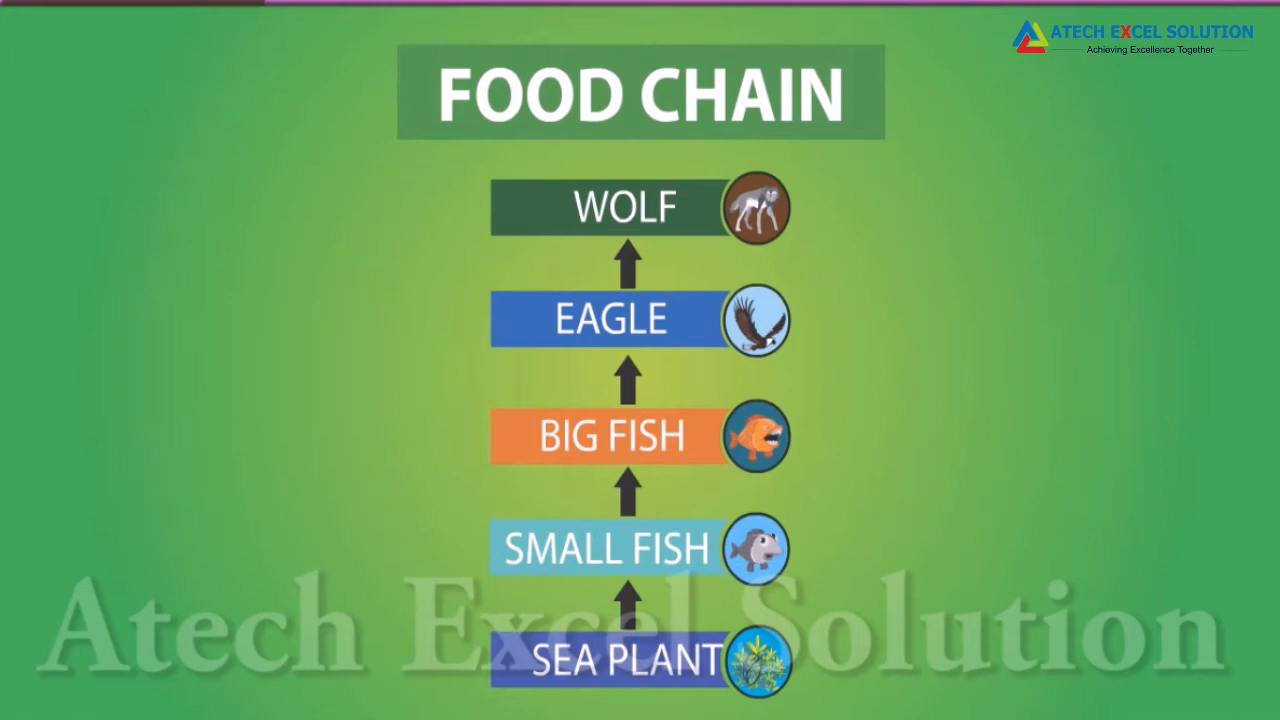 ATECH EXCEL SOLUTION
Achieving Excellence Together
FOOD CHAIN
WOLF
EAGLE
BIG FISH
SMALL FISH
SEA PLANT
Atech Excel Solution